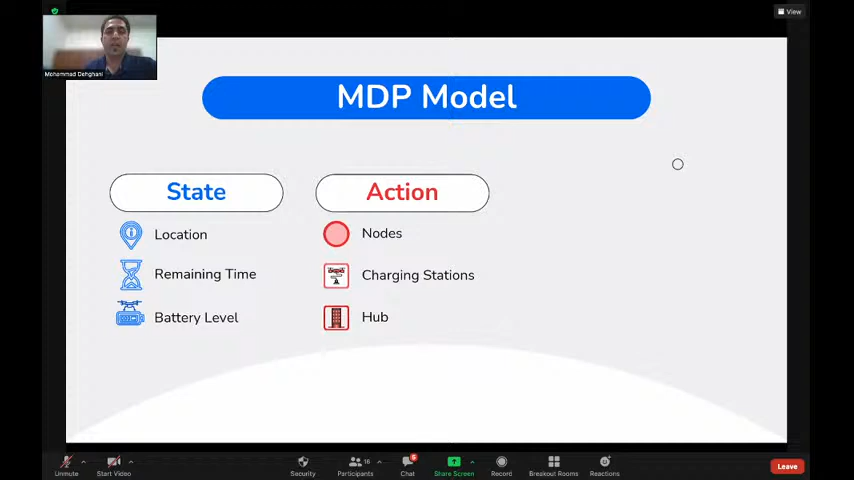 View
Mohammad Dehghani
MDP Model
State
Action
Location
Nodes
Remaining Time
Charging Stations
Battery Level
Hub
Unmute
Start Video
Security
Participants
16
Chat
Share Screen
Record
Breakout Rooms
Reactions
Leave